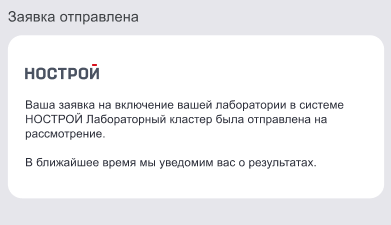 Заявка отправлена
НОСТРОЙ
Ваша заявка на включение вашей лаборатории в системе
НОСТРОЙ Лабораторный кластер была отправлена на
рассмотрение.
В ближайшее время мы уведомим вас о результатах.